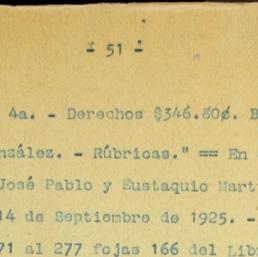 - 51 -
4a. - Derechos $346.80¢. B
nzález. - Rúbricas." == En
José Pablo y Eustaquio Mart
14 de Septiembre de 1925. -
71 al 277 fojas 166 del Lib